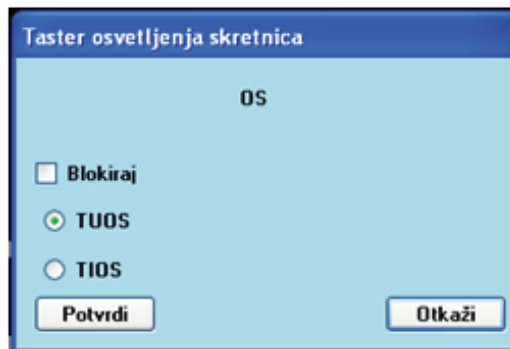 Taster osvetljenja skretnica
OS
Blokiraj
TUOS
TIOS
Potvrdi
Otkaži